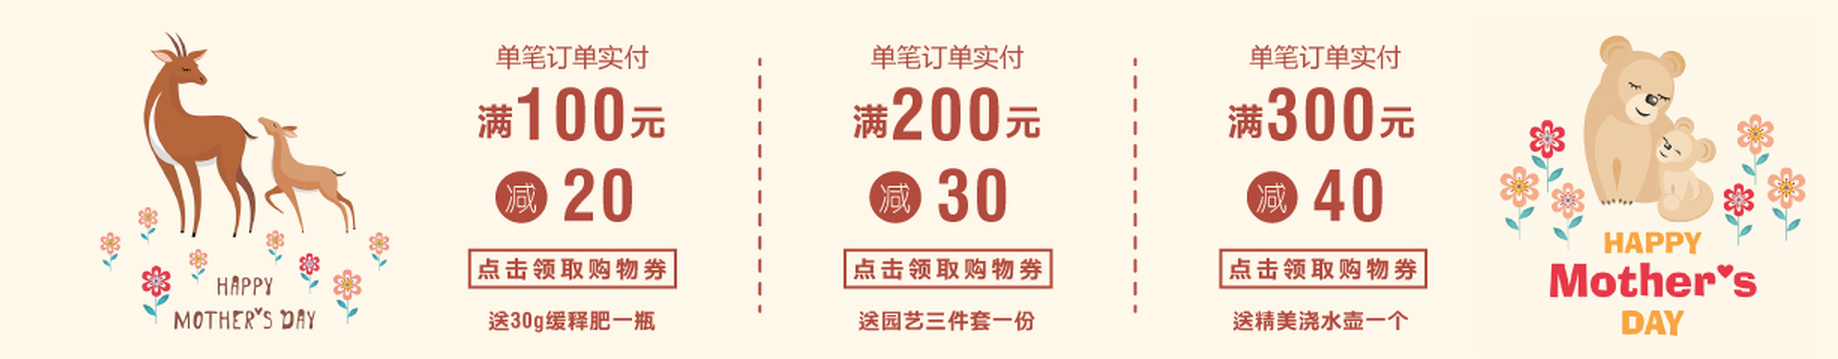 HAPPY
MOTHER'S DAY
单笔订单实付
满100元
减 20
点击领取购物券
送30g缓释肥一瓶
单笔订单实付
满200元
减 30
点击领取购物券
送园艺三件套一份
单笔订单实付
满300元
减 40
点击领取购物券
送精美浇水壶一个
HAPPY
Mother's
DAY